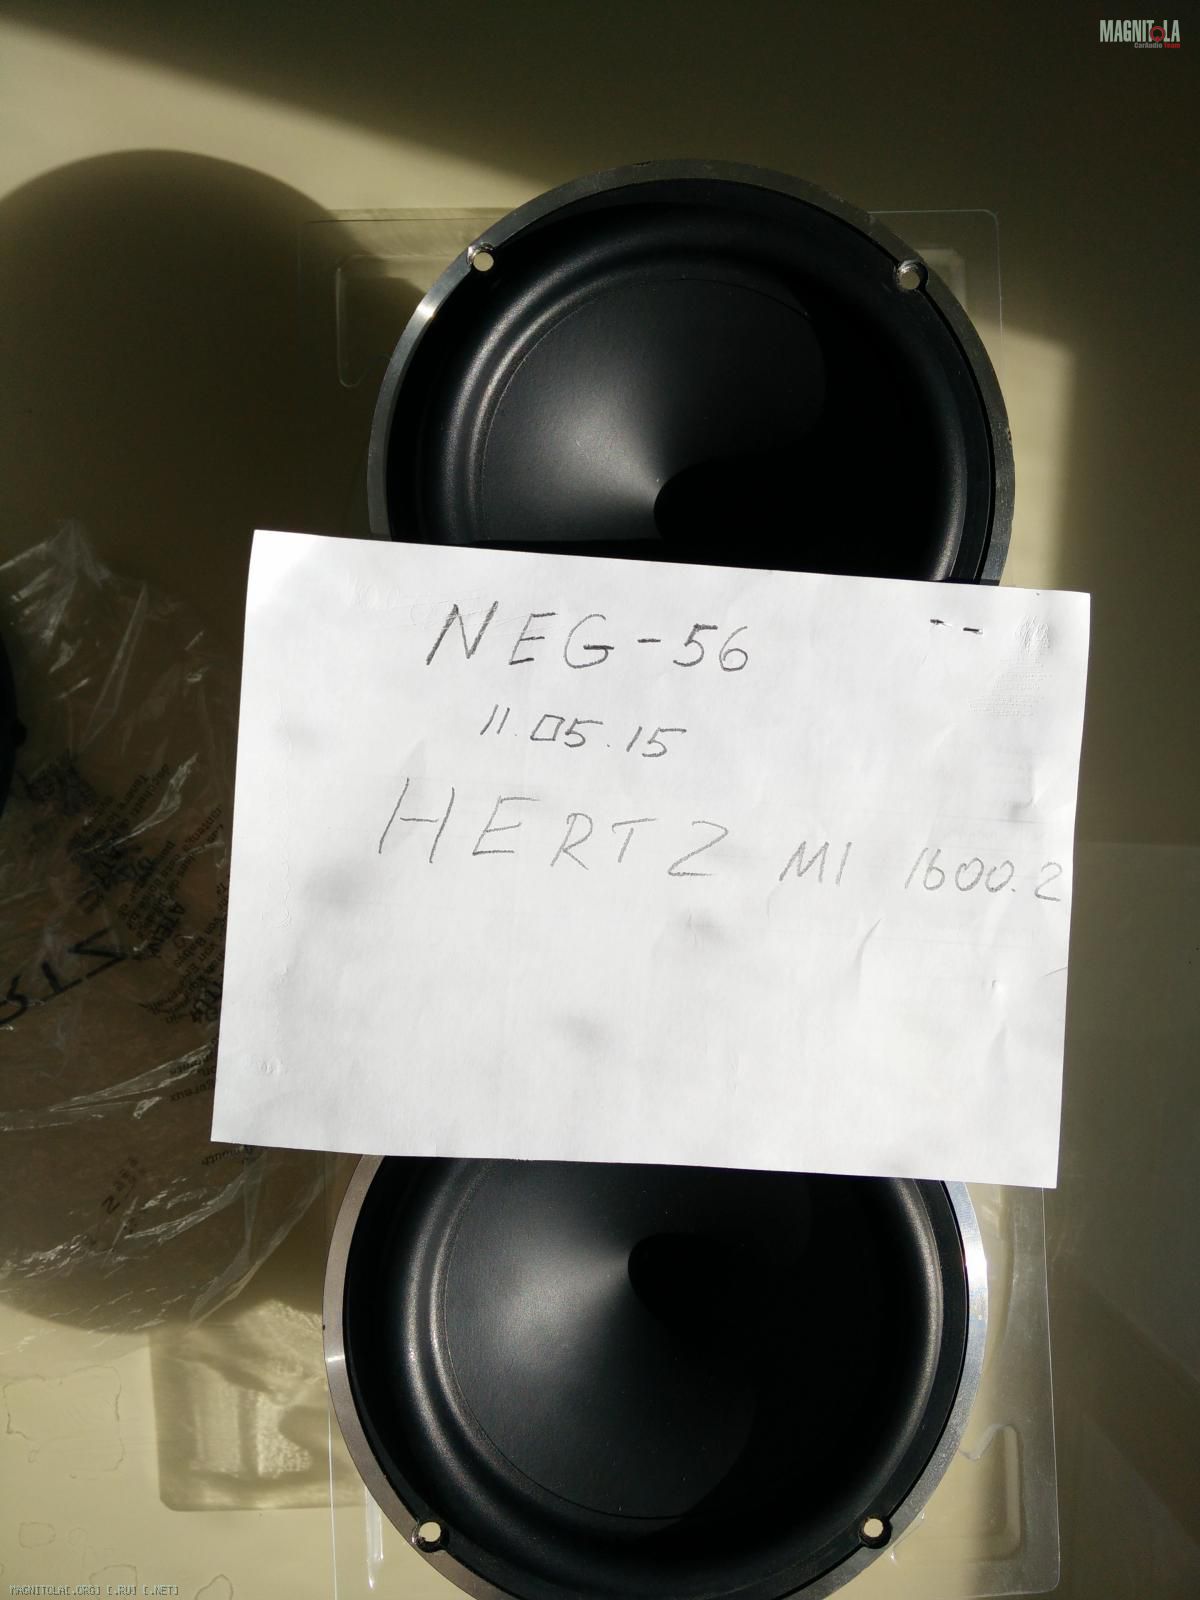 MAGNITOLA
CarAudio Team
NEG-56
11.05.15
HERTZ MI 1600.2
MAGNITOLA[.ORG] [.RU] [.NET]